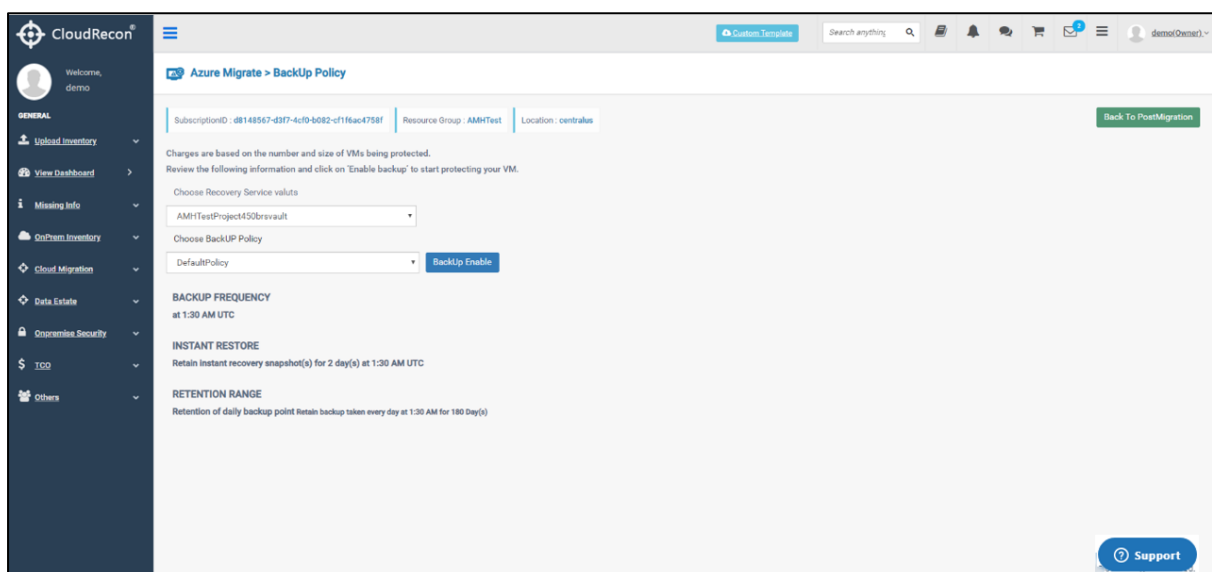 CloudRecon®
Custom Template
Search anything
2
demo(Owner)
Welcome,
demo
Azure Migrate > BackUp Policy
GENERAL
Upload Inventory
View Dashboard
Missing Info
OnPrem Inventory
Cloud Migration
Data Estate
Onpremise Security
TCO
Others
SubscriptionID : d8148567-d3f7-4cf0-b082-cf1f6ac4758f
Resource Group : AMHTest
Location : centralus
Back To PostMigration
Charges are based on the number and size of VMs being protected.
Review the following information and click on 'Enable backup' to start protecting your VM.
Choose Recovery Service valuts
AMHTestProject450brsvault
Choose BackUP Policy
DefaultPolicy
BackUp Enable
BACKUP FREQUENCY
at 1:30 AM UTC
INSTANT RESTORE
Retain instant recovery snapshot(s) for 2 day(s) at 1:30 AM UTC
RETENTION RANGE
Retention of daily backup point Retain backup taken every day at 1:30 AM for 180 Day(s)
Support